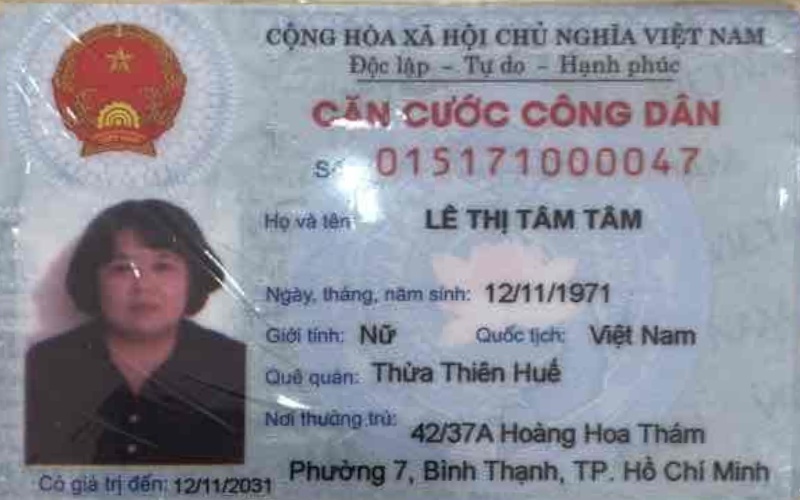 CỘNG HÒA XÃ HỘI CHỦ NGHĨA VIỆT NAM
Độc lập – Tự do – Hạnh phúc
CĂN CƯỚC CÔNG DÂN
Số 015171000047
Họ và tên LÊ THỊ TÂM TÂM
Ngày, tháng, năm sinh: 12/11/1971
Giới tính: Nữ Quốc tịch: Việt Nam
Quê quán: Thừa Thiên Huế
Nơi thường trú: 42/37A Hoàng Hoa Thám
Phường 7, Bình Thạnh, TP. Hồ Chí Minh
Có giá trị đến: 12/11/2031